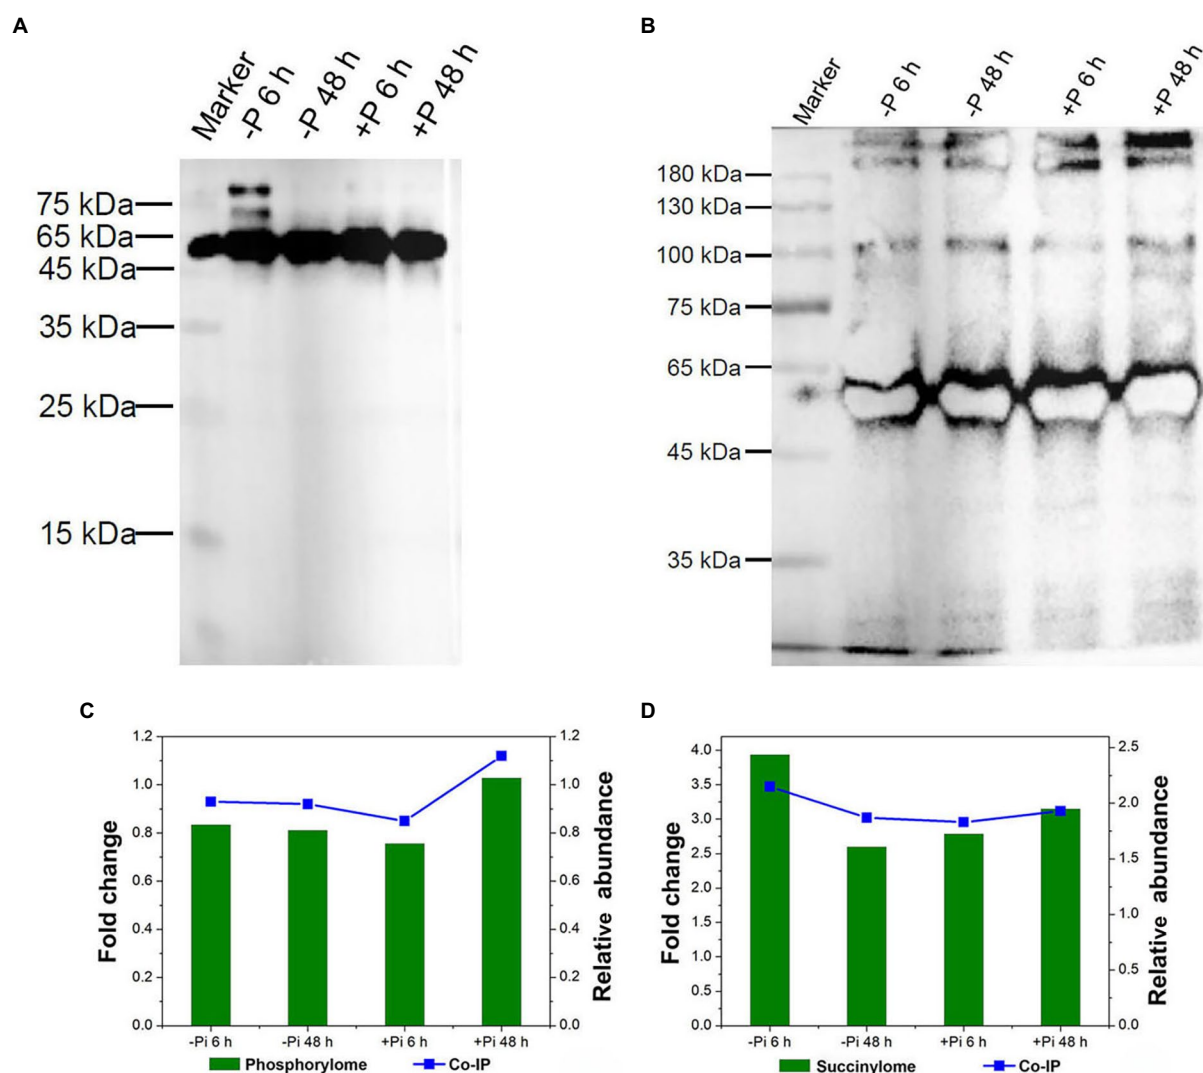 A
Marker
-P 6 h
-P 48 h
+P 6 h
+P 48 h
75 kDa
65 kDa
45 kDa
35 kDa
25 kDa
15 kDa
B
Marker
-P 6 h
-P 48 h
+P 6 h
+P 48 h
180 kDa
130 kDa
100 kDa
75 kDa
65 kDa
45 kDa
35 kDa
C
Fold change
1.2
1.0
0.8
0.6
0.4
0.2
0.0
1.2
1.0
0.8
0.6
0.4
0.2
0.0
Relative abundance
-Pi 6 h
-Pi 48 h
+Pi 6 h
+Pi 48 h
Phosphorylome
Co-IP
D
Fold change
4.0
3.5
3.0
2.5
2.0
1.5
1.0
0.5
0.0
2.5
2.0
1.5
1.0
0.5
0.0
Relative abundance
-Pi 6 h
-Pi 48 h
+Pi 6 h
+Pi 48 h
Succinylome
Co-IP